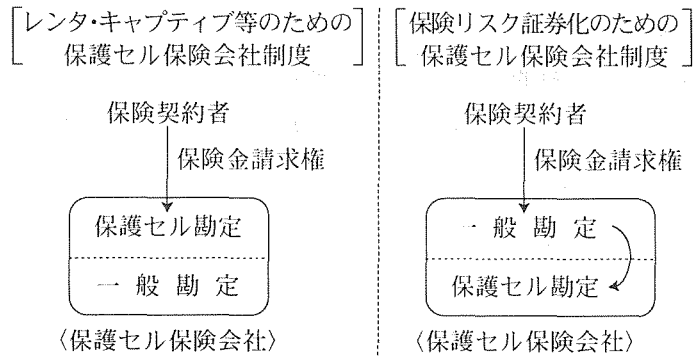 レンタ・キャプティブ等のための
保護セル保険会社制度
保険契約者
保険金請求権
保護セル勘定
一般勘定
〈保護セル保険会社〉
保険リスク証券化のための
保護セル保険会社制度
保険契約者
保険金請求権
一般勘定
保護セル勘定
〈保護セル保険会社〉